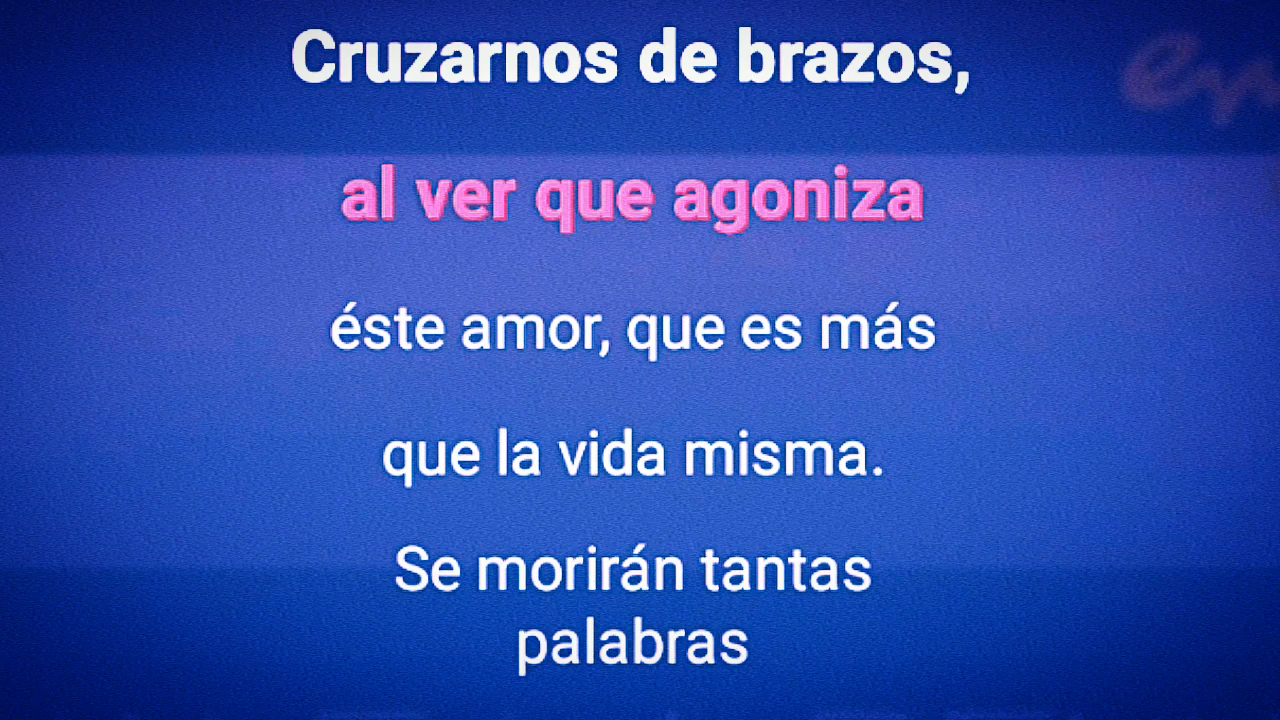 Cruzarnos de brazos,
al ver que agoniza
éste amor, que es más
que la vida misma.
Se morirán tantas
palabras